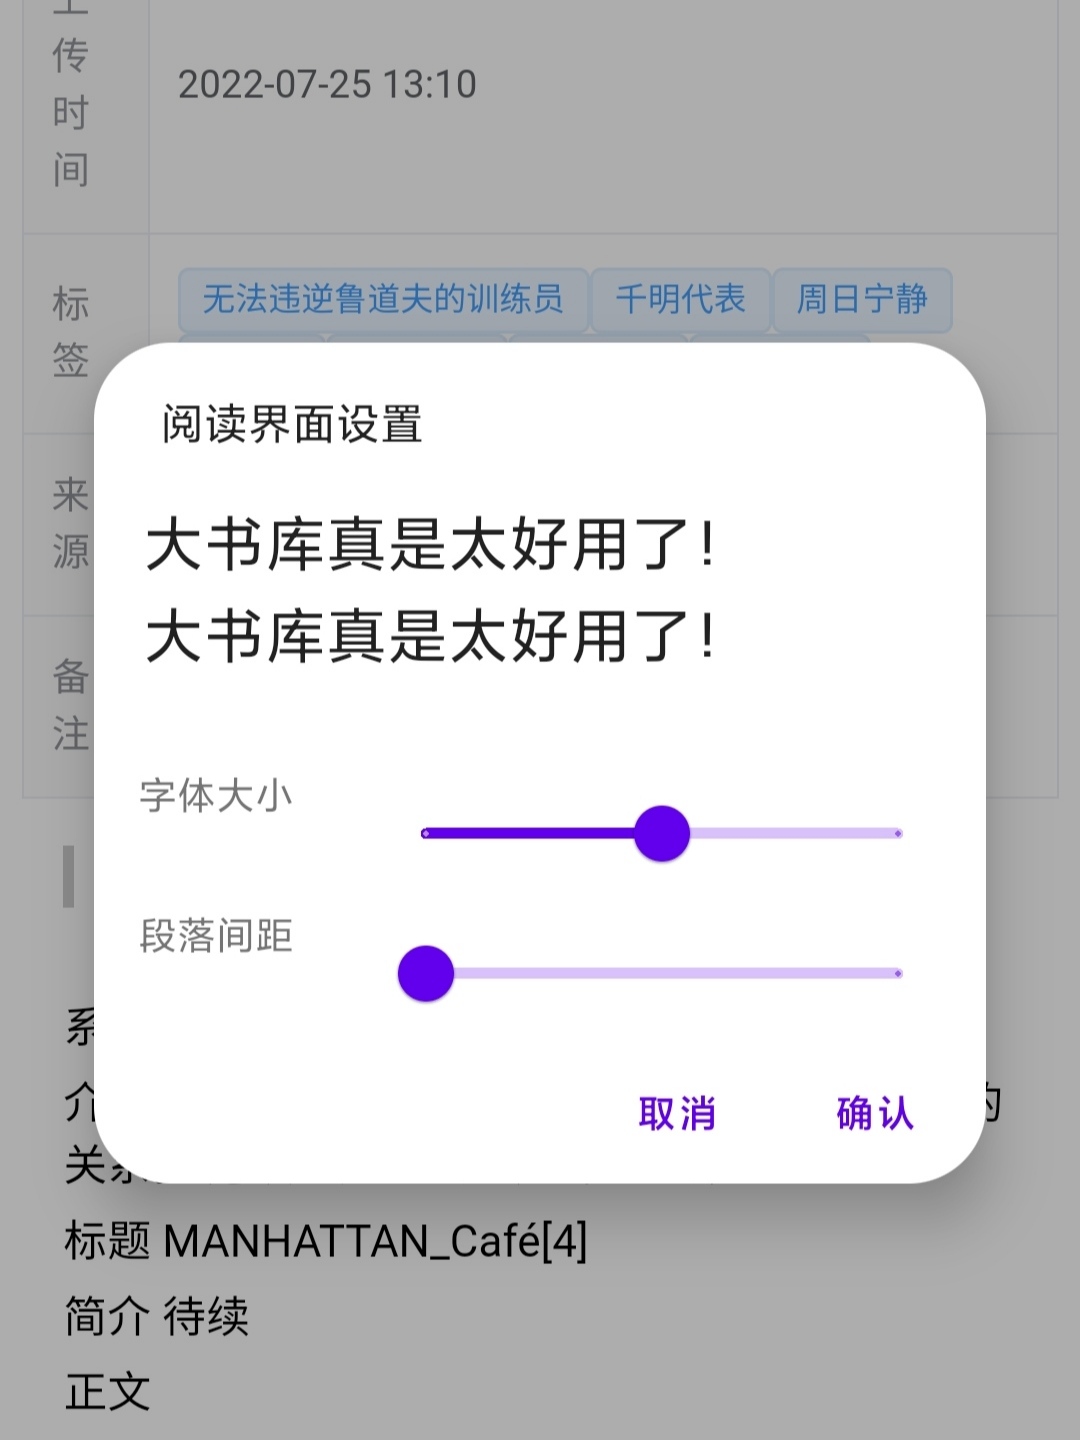 上传时间
2022-07-25 13:10
标签
无法违逆鲁道夫的训练员
千明代表
周日宁静
来源
备注
阅读界面设置
大书库真是太好用了！
大书库真是太好用了！
字体大小
段落间距
取消
确认
系
介
的
关系
标题 MANHATTAN_Café[4]
简介 待续
正文